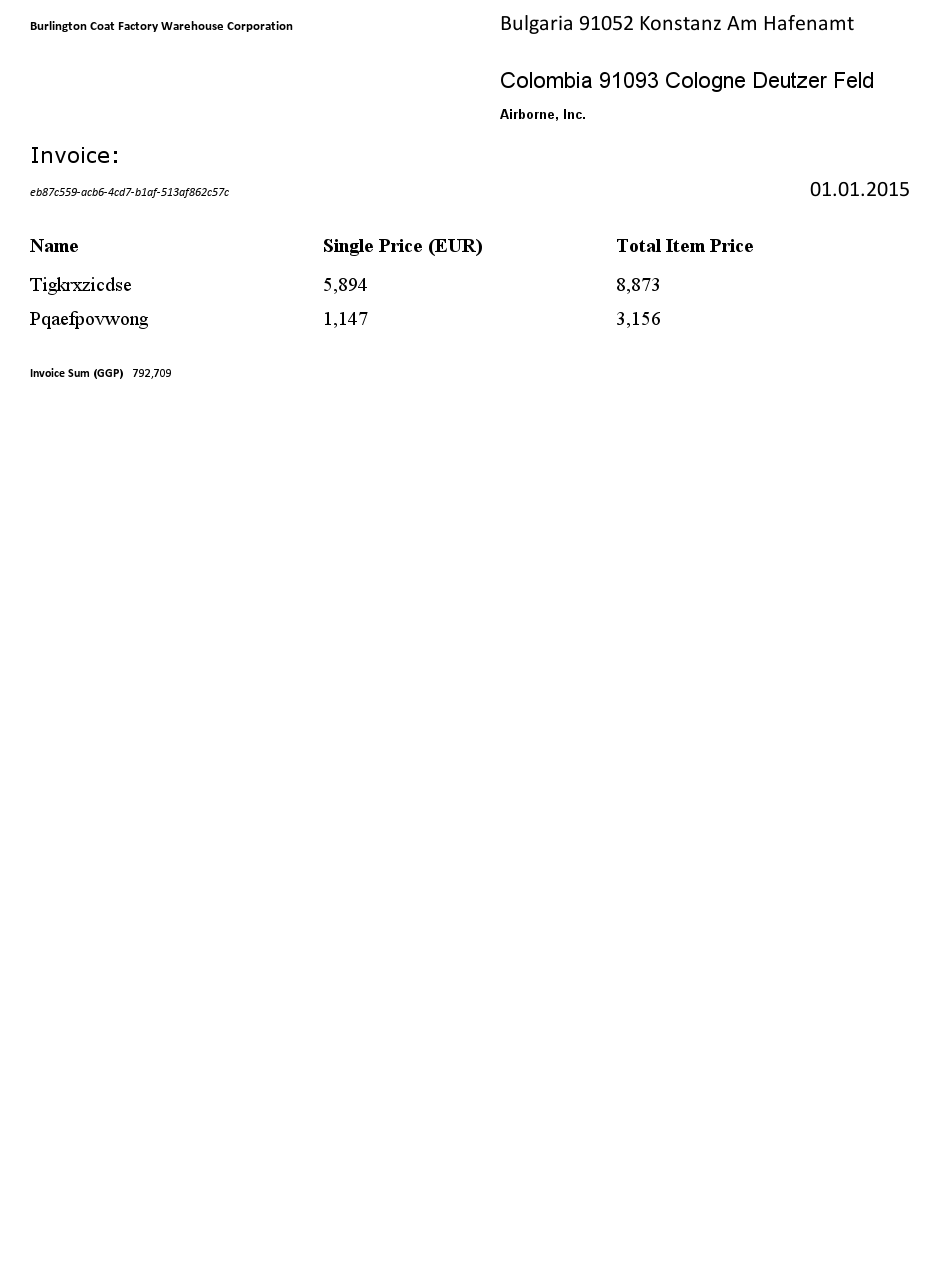 Burlington Coat Factory Warehouse Corporation
Bulgaria 91052 Konstanz Am Hafenamt
Colombia 91093 Cologne Deutzer Feld
Airborne, Inc.
Invoice:
eb87c559-acb6-4cd7-b1af-513af862c57c
01.01.2015
Name Single Price (EUR) Total Item Price
Tigkrxzicdse 5,894 8,873
Pqaefpovwong 1,147 3,156
Invoice Sum (GGP) 792,709